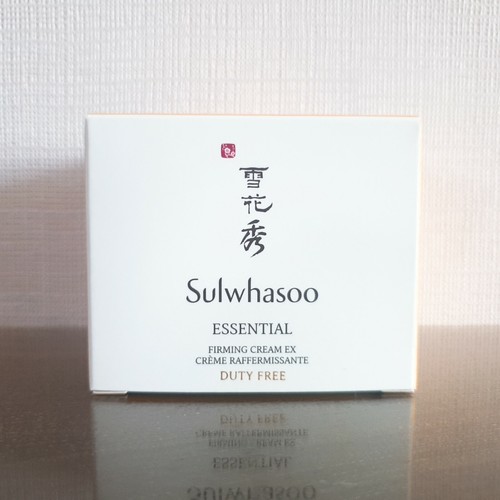 雪
花
秀
Sulwhasoo
ESSENTIAL
FIRMING CREAM EX
CRÈME RAFFERMISSANTE
DUTY FREE